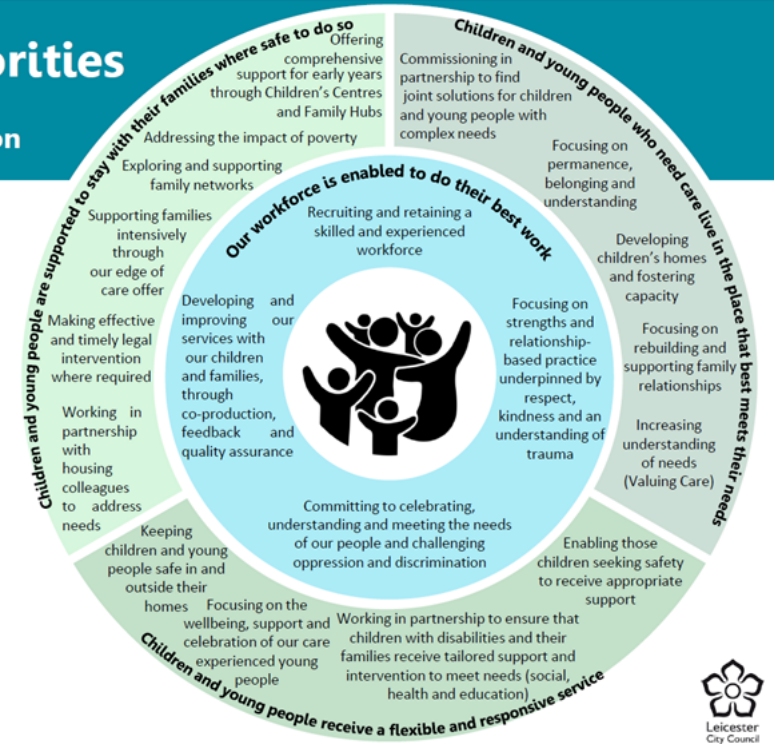 orities
on
Children and young people are supported to stay with their families where safe to do so
Offering
comprehensive
support for early years
through Children's Centres
and Family Hubs
Addressing the impact of poverty
Exploring and supporting
family networks
Supporting families
intensively
through
our edge of
care offer
Making effective
and timely legal
intervention
where required
Working in
partnership
with
housing
colleagues
to address
needs
Children and young people who need care live in the place that best meets their needs
Commissioning in
partnership to find
joint solutions for children
and young people with
complex needs
Focusing on
permanence,
belonging and
understanding
Developing
children's homes
and fostering
capacity
Focusing on
rebuilding and
supporting family
relationships
Increasing
understanding
of needs
(Valuing Care)
Our workforce is enabled to do their best work
Recruiting and retaining a
skilled and experienced
workforce
Developing and
improving our
services with
our children
and families,
through
co-production,
feedback and
quality assurance
Focusing on
strengths and
relationship-
based practice
underpinned by
respect,
kindness and an
understanding of
trauma
Committing to celebrating,
understanding and meeting the needs
of our people and challenging
oppression and discrimination
Keeping
children and young
people safe in and
outside their
homes
Focusing on the
wellbeing, support and
celebration of our care
experienced young
people
Working in partnership to ensure that
children with disabilities and their
families receive tailored support and
intervention to meet needs (social,
health and education)
Enabling those
children seeking safety
to receive appropriate
support
Children and young people receive a flexible and responsive service
Leicester
City Council